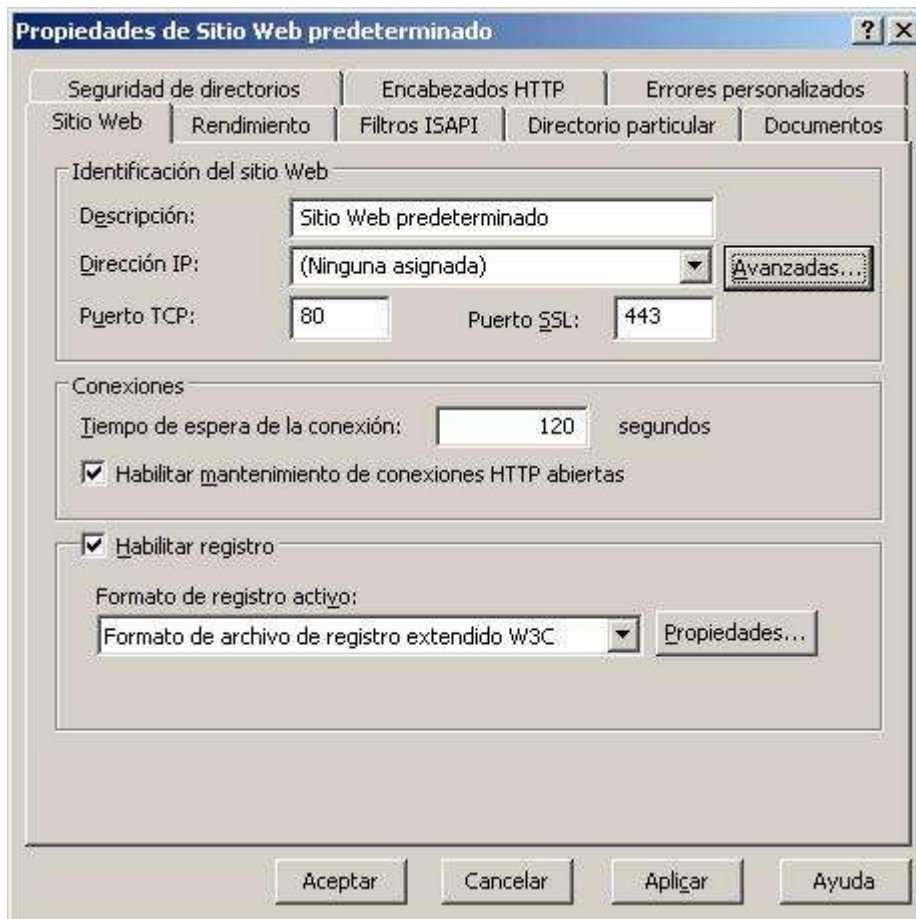 Propiedades de Sitio Web predeterminado
Seguridad de directorios Encabezados HTTP Errores personalizados
Sitio Web Rendimiento Filtros ISAPI Directorio particular Documentos
Identificación del sitio Web
Descripción: Sitio Web predeterminado
Dirección IP: (Ninguna asignada) Avanzadas...
Puerto TCP: 80 Puerto SSL: 443
Conexiones
Tiempo de espera de la conexión: 120 segundos
Habilitar mantenimiento de conexiones HTTP abiertas
Habilitar registro
Formato de registro activo:
Formato de archivo de registro extendido W3C Propiedades...
Aceptar Cancelar Aplicar Ayuda